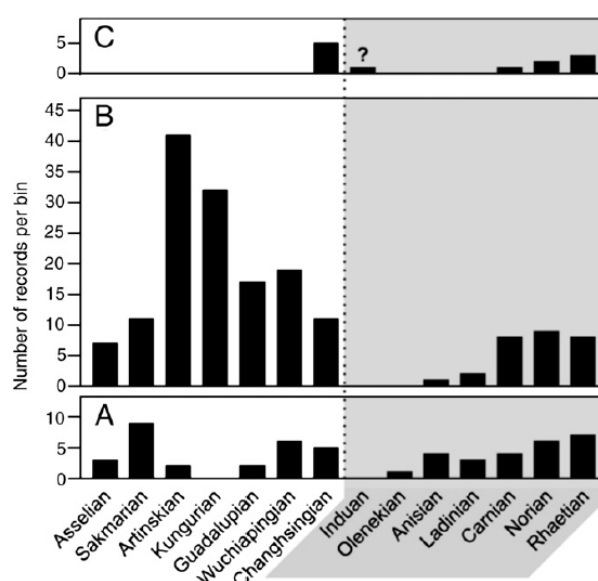 C
5
0
?
B
45
40
35
30
25
20
15
10
5
0
Number of records per bin
A
10
5
0
Asselian
Sakmarian
Artinskian
Kungurian
Guadalupian
Wuchiapingian
Changhsingian
Induan
Olenekian
Anisian
Ladinian
Carnian
Norian
Rhaetian